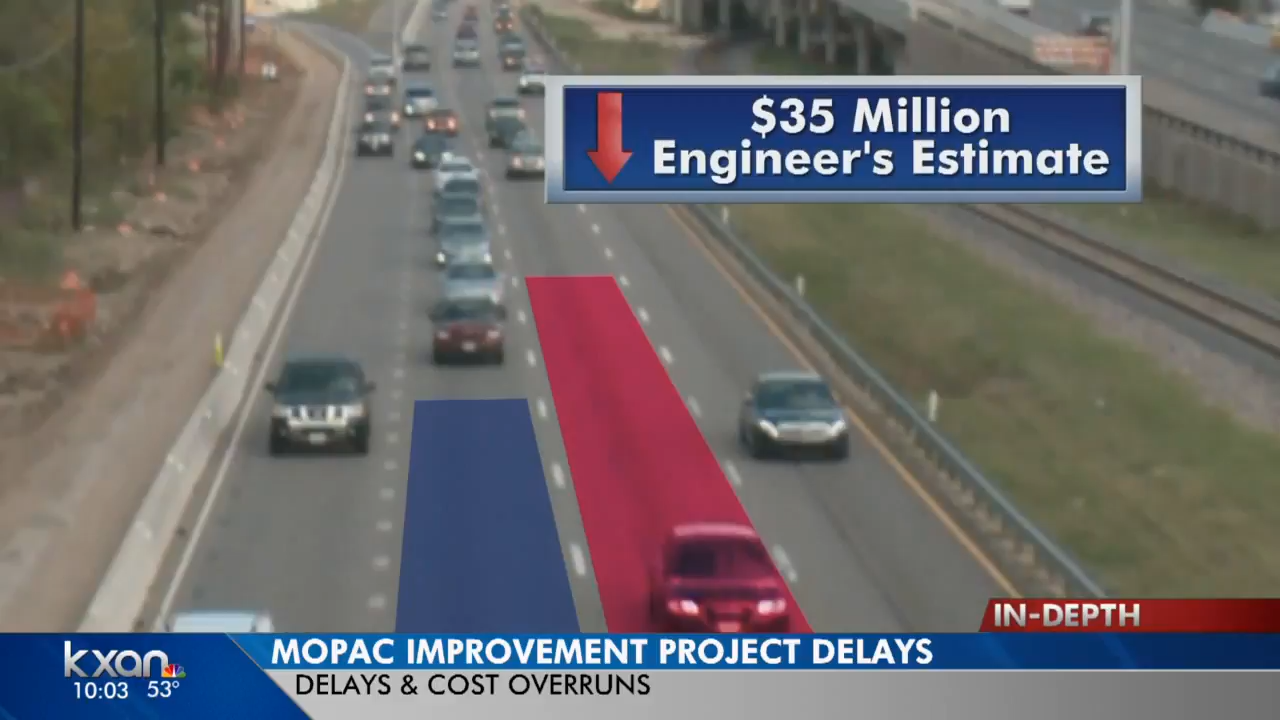 $35 Million
Engineer's Estimate
IN-DEPTH
MOPAC IMPROVEMENT PROJECT DELAYS
DELAYS & COST OVERRUNS
kxan
10:03 53°